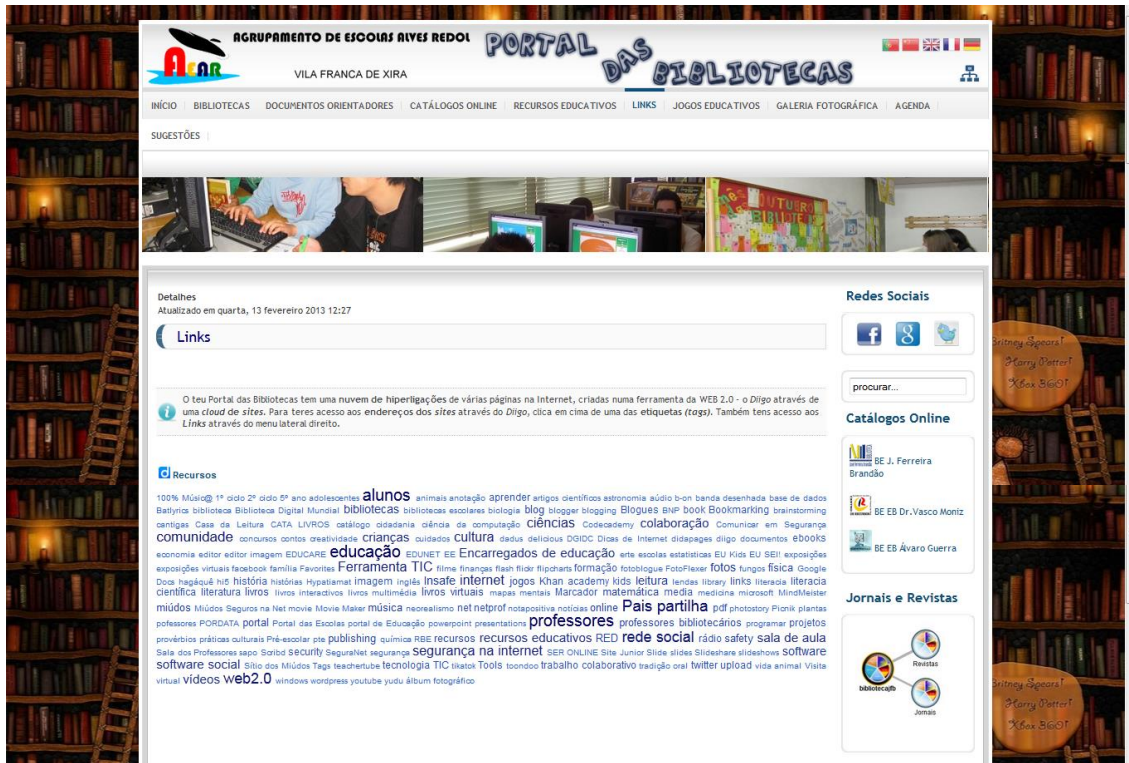 AGRUPAMENTO DE ESCOLAS ALVES REDOL
AEAR
VILA FRANCA DE XIRA
PORTAL DAS BIBLIOTECAS
INÍCIO BIBLIOTECAS DOCUMENTOS ORIENTADORES CATÁLOGOS ONLINE RECURSOS EDUCATIVOS LINKS JOGOS EDUCATIVOS GALERIA FOTOGRÁFICA AGENDA
SUGESTÕES
OUTUBRO
Detalhes
Atualizado em quarta, 13 fevereiro 2013 12:27
Links
O teu Portal das Bibliotecas tem uma nuvem de hiperligações de várias páginas na Internet, criadas numa ferramenta da WEB 2.0 - o Diigo através de
uma cloud de sites. Para teres acesso aos endereços dos sites através do Diigo, clica em cima de uma das etiquetas (tags). Também tens acesso aos
Links através do menu lateral direito.
Recursos
100% Músic@ 1º ciclo 2º ciclo 5º ano adolescentes alunos animais anotação aprender artigos científicos astronomia aúdio b-on banda desenhada base de dados
Batlyrics biblioteca Biblioteca Digital Mundial bibliotecas bibliotecas escolares biologia blog blogger blogging Blogues BNP book Bookmarking brainstorming
cantigas Casa da Leitura CATA LIVROS catálogo cidadania ciência da computação ciências Codecademy colaboração Comunicar em Segurança
comunidade concursos contos creatividade crianças cuidados cultura dadus delicious DGIDC Dicas de Internet didapages diigo documentos ebooks
economia editor editor imagem EDUCARE educação EDUNET EE Encarregados de educação erte escolas estatisticas EU Kids EU SEI! exposições
exposições virtuais facebook família Favorites Ferramenta TIC filme finanças flash flickr flipcharts formação fotoblogue FotoFlexer fotos fungos física Google
Docs hagáquê hi5 história histórias Hypatiamat imagem inglês Insafe internet jogos Khan academy kids leitura lendas library links literacia literacia
científica literatura livros livros interactivos livros multimédia livros virtuais mapas mentais Marcador matemática media medicina microsoft MindMeister
miúdos Miúdos Seguros na Net movie Movie Maker música neorealismo net netprof notapositiva notícias online Pais partilha pdf photostory Picnik plantas
pofessores PORDATA portal Portal das Escolas portal de Educação powerpoint presentations professores professores bibliotecários programar projetos
provérbios práticas culturais Pré-escolar pte publishing química RBE recursos recursos educativos RED rede social rádio safety sala de aula
Sala dos Professores sapo Scribd security SeguraNet segurança segurança na internet SER ONLINE Site Junior Slide slides Slideshare slideshows software
software social Sítio dos Miúdos Tags teachertube tecnologia TIC tikatok Tools toondoo trabalho colaborativo tradição oral twitter upload vida animal Visita
virtual vídeos web2.0 windows wordpress youtube yudu álbum fotográfico
Redes Sociais
procurar...
Catálogos Online
BE J. Ferreira
Brandão
BE EB Dr.Vasco Moniz
BE EB Álvaro Guerra
Jornais e Revistas
Revistas
bibliotecajfb
Jornais
Britney Spears!
Harry Potter!
Xbox 360!
Britney Spears!
Harry Potter!
Xbox 360!